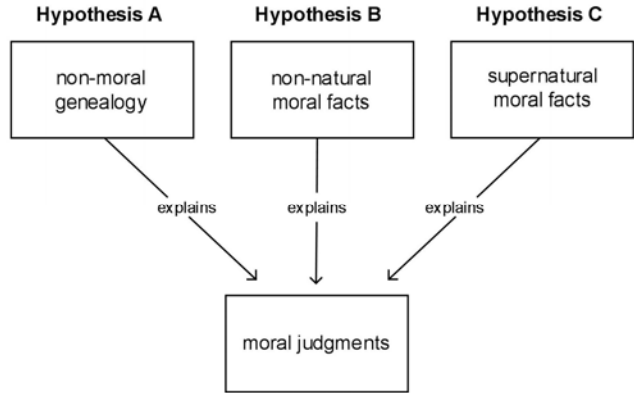 Hypothesis A
Hypothesis B
Hypothesis C
non-moral
genealogy
non-natural
moral facts
supernatural
moral facts
explains
explains
explains
moral judgments